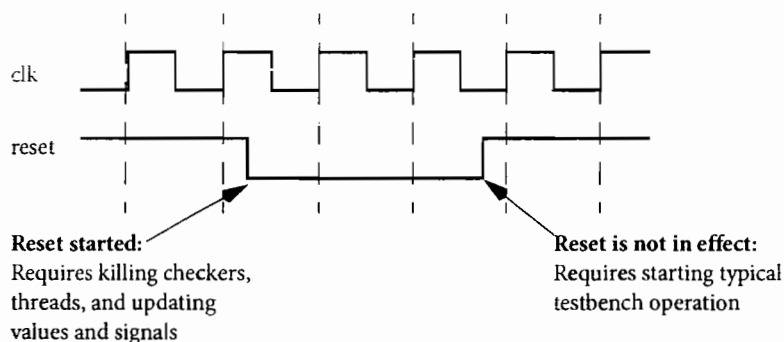 clk
reset
Reset started:
Requires killing checkers,
threads, and updating
values and signals
Reset is not in effect:
Requires starting typical
testbench operation